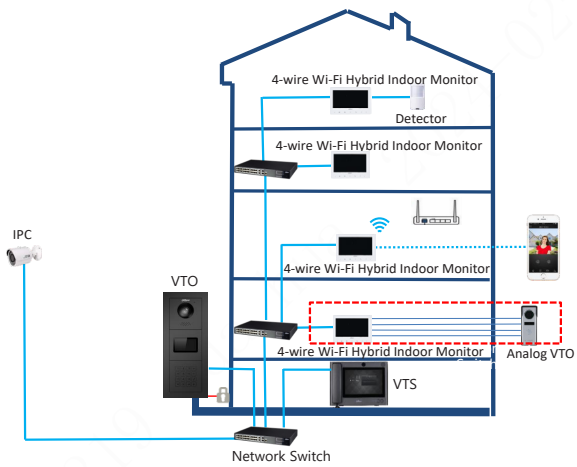 4-wire Wi-Fi Hybrid Indoor Monitor
Detector
4-wire Wi-Fi Hybrid Indoor Monitor
IPC
4-wire Wi-Fi Hybrid Indoor Monitor
VTO
4-wire Wi-Fi Hybrid Indoor Monitor
Analog VTO
VTS
Network Switch